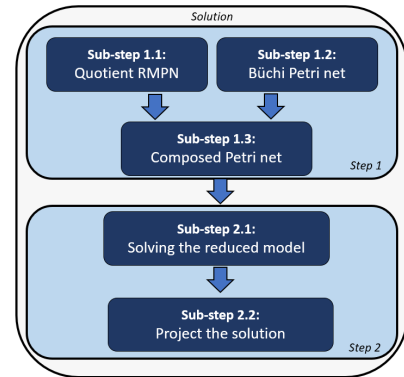 Solution
Sub-step 1.1:
Quotient RMPN
Sub-step 1.2:
Büchi Petri net
Sub-step 1.3:
Composed Petri net
Step 1
Sub-step 2.1:
Solving the reduced model
Sub-step 2.2:
Project the solution
Step 2